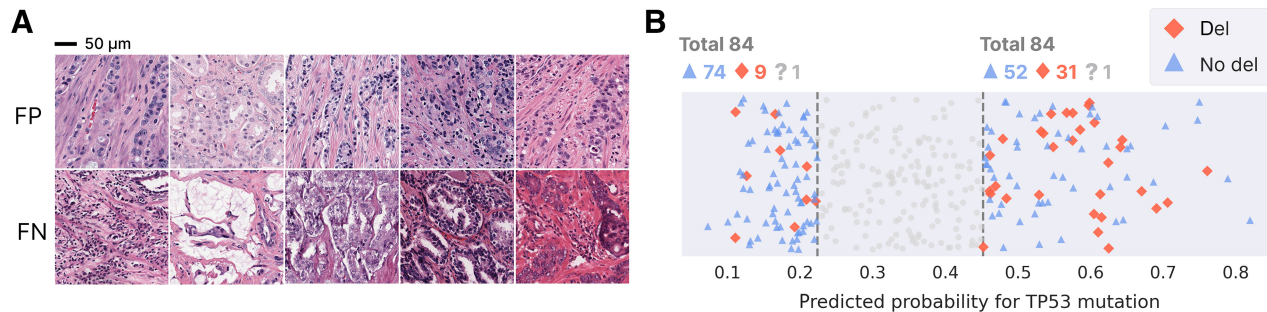 A
50 μm
FP
FN
B
Total 84
▲ 74 ◆ 9 ? 1
Total 84
▲ 52 ◆ 31 ? 1
Del
No del
0.1 0.2 0.3 0.4 0.5 0.6 0.7 0.8
Predicted probability for TP53 mutation